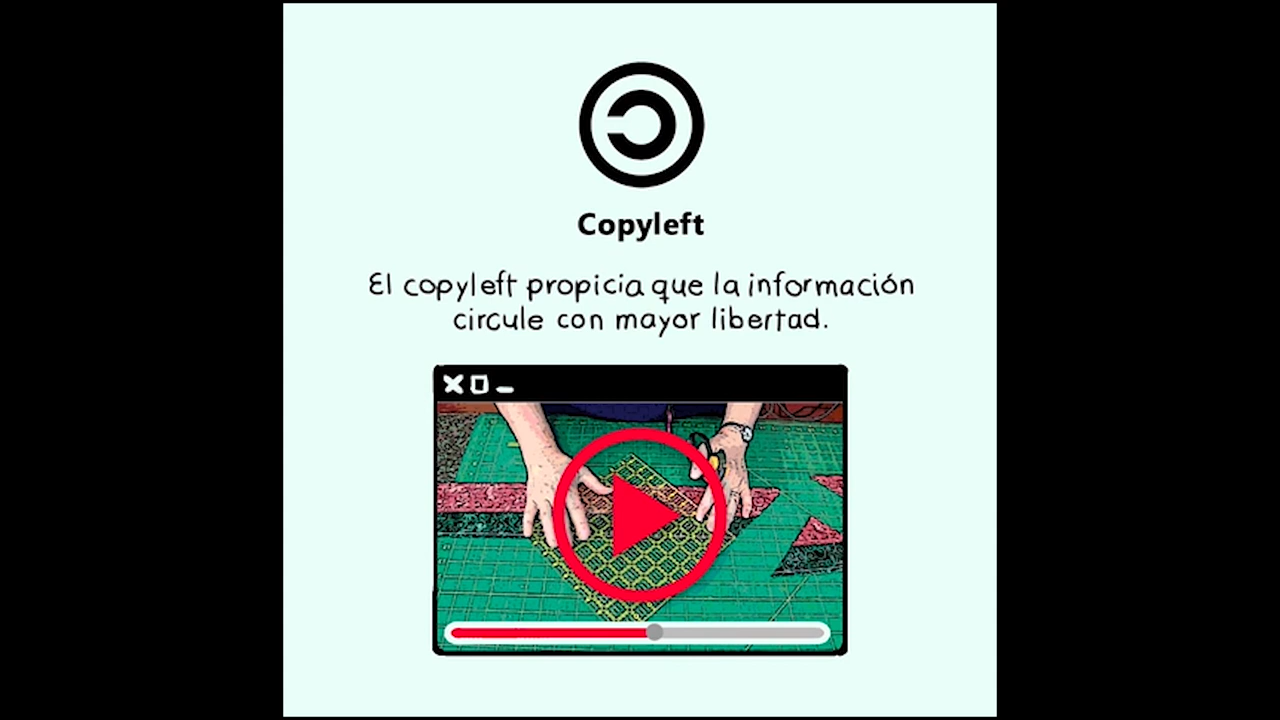 Copyleft
El copyleft propicia que la información
circule con mayor libertad.